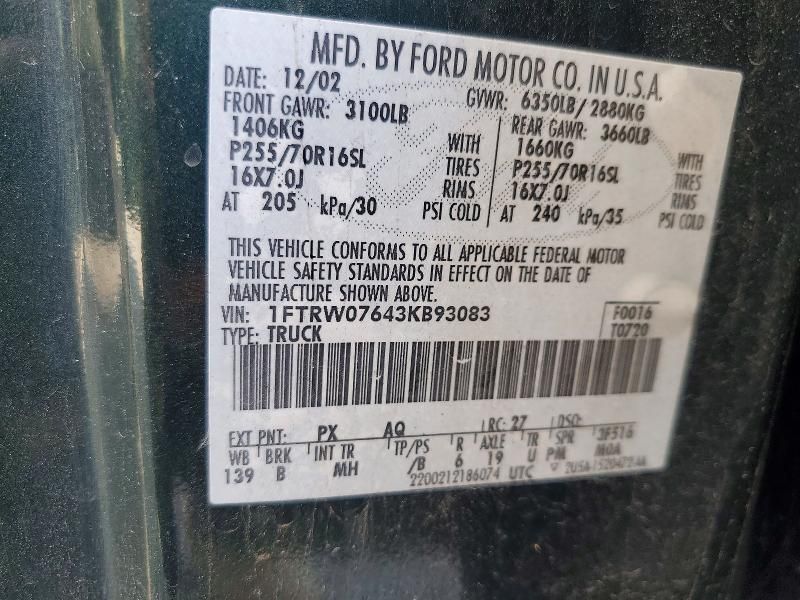 MFD. BY FORD MOTOR CO. IN U.S.A.
DATE: 12/02 GVWR: 6350LB/ 2880KG
FRONT GAWR: 3100LB REAR GAWR: 3660LB
1406KG WITH 1660KG WITH
P255/70R16SL TIRES P255/70R16SL TIRES
16X7.0J RIMS 16X7.0J RIMS
AT 205 kPa/30 PSI COLD AT 240 kPa/35 PSI COLD
THIS VEHICLE CONFORMS TO ALL APPLICABLE FEDERAL MOTOR
VEHICLE SAFETY STANDARDS IN EFFECT ON THE DATE OF
MANUFACTURE SHOWN ABOVE.
VIN: 1FTRW07643KB93083 F0016
TYPE: TRUCK T0720
EXT PNT: PX AQ RC: 27 DSO: 3F516
WB BRK INT TR TP/PS R AXLE TR SPR
139 B MH /B 6 19 U PM M0A
2200212186074 UTC